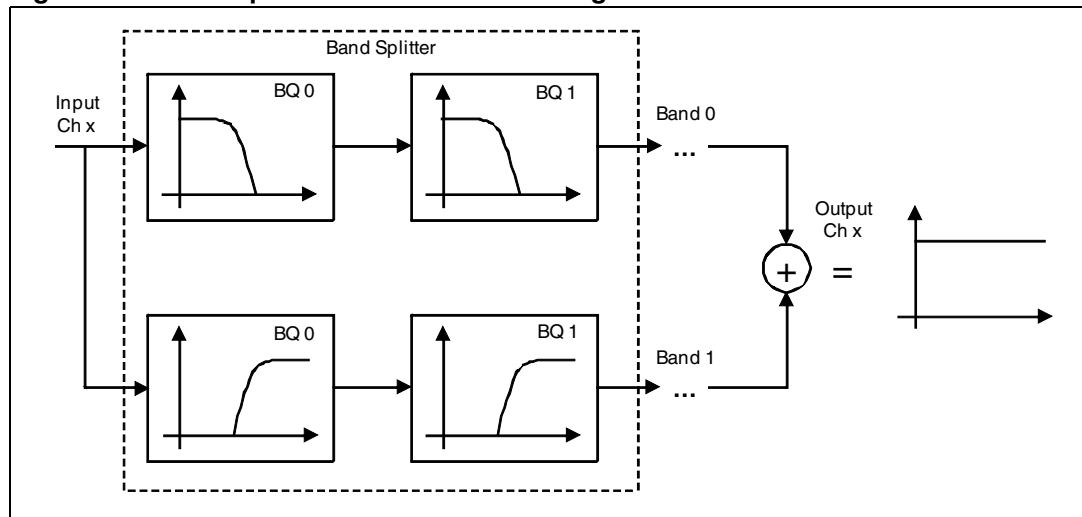 Band Splitter
Input
Ch x
BQ 0
BQ 1
Band 0
...
Output
Ch x
+
=
BQ 0
BQ 1
Band 1
...